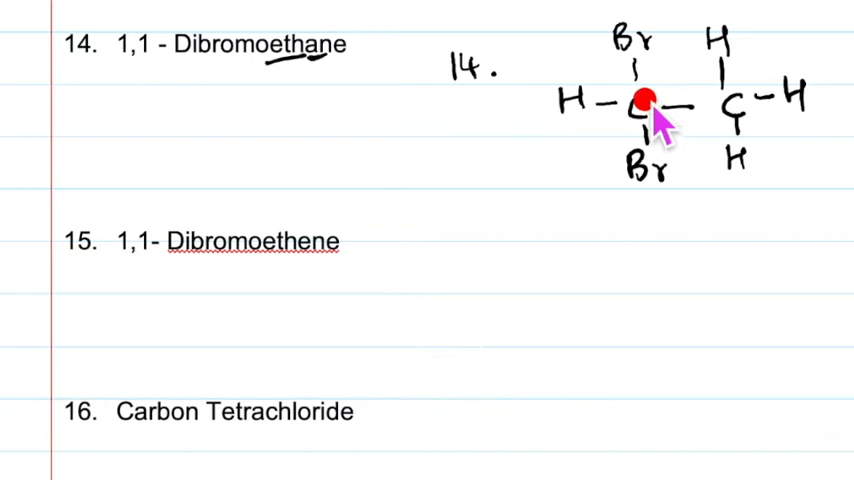 14. 1,1 - Dibromoethane
14.
Br H
H - C - C - H
Br H
15. 1,1- Dibromoethene
16. Carbon Tetrachloride